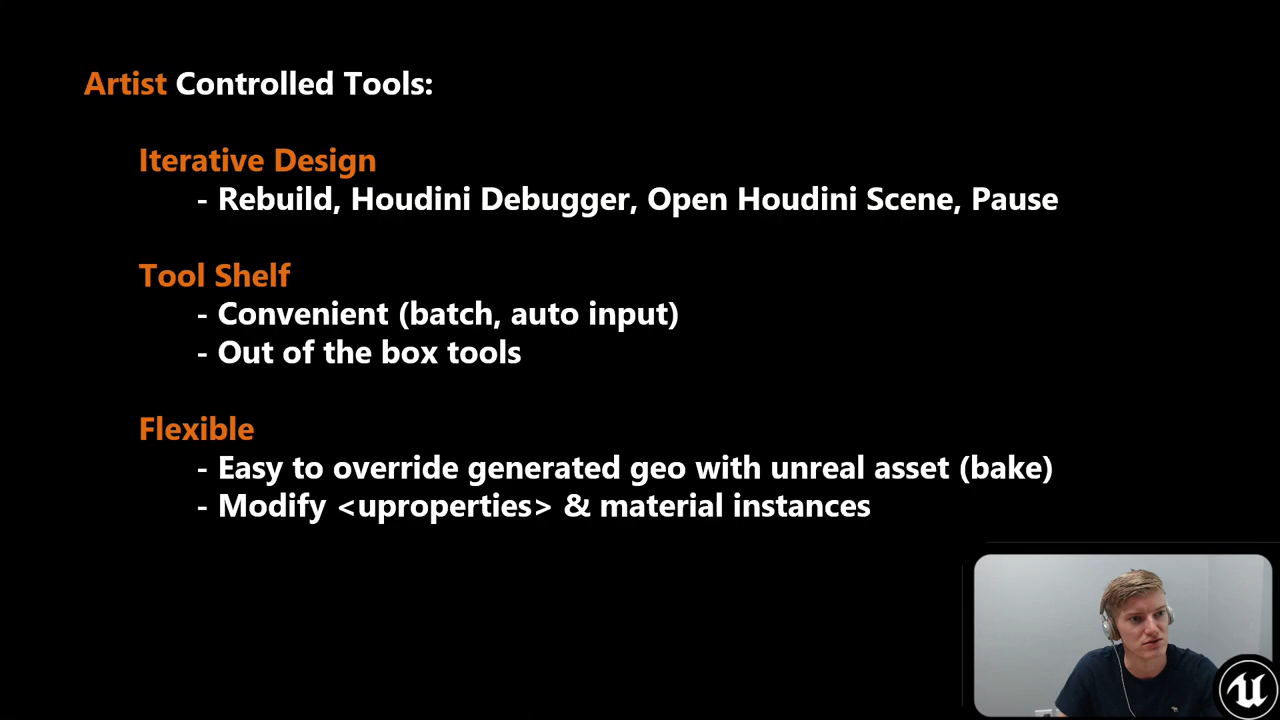 Artist Controlled Tools:
Iterative Design
- Rebuild, Houdini Debugger, Open Houdini Scene, Pause
Tool Shelf
- Convenient (batch, auto input)
- Out of the box tools
Flexible
- Easy to override generated geo with unreal asset (bake)
- Modify <uproperties> & material instances